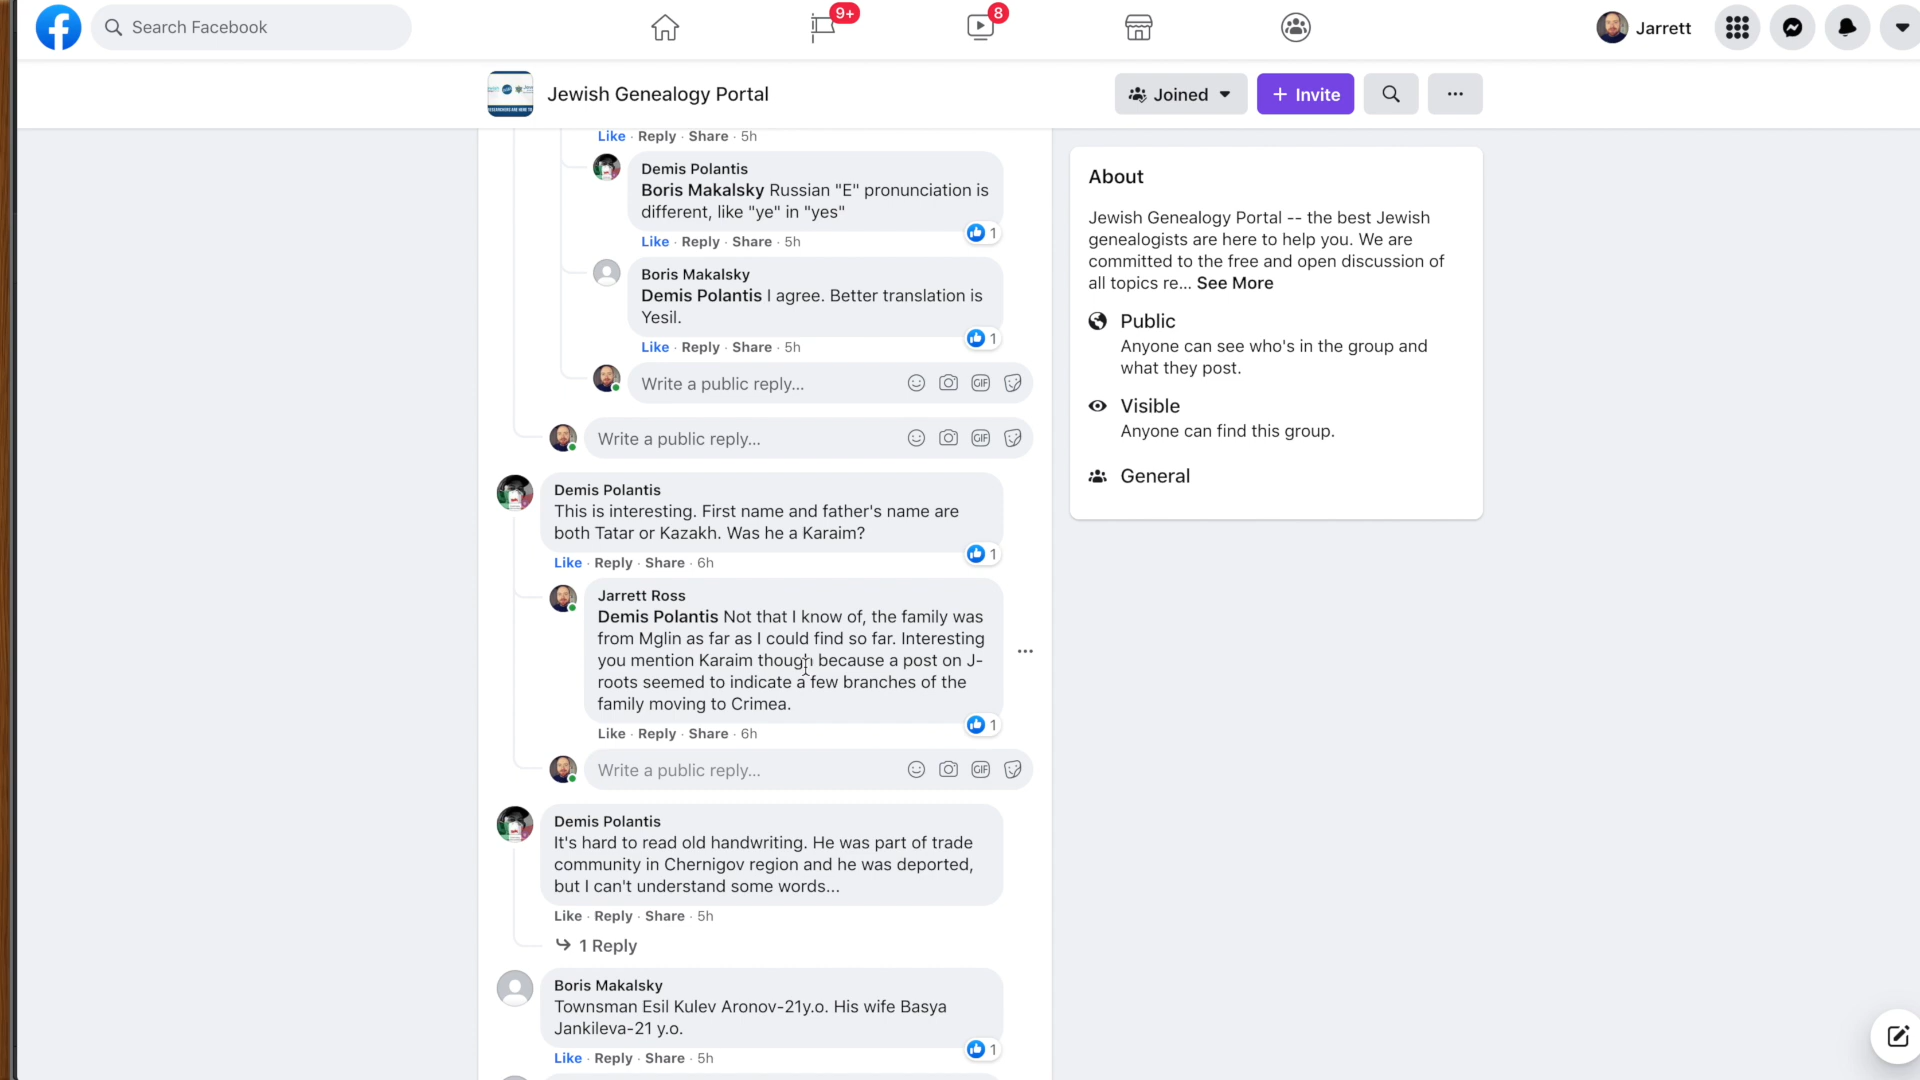 Search Facebook
9+
8
Jarrett
Jewish Genealogy Portal
Joined
+ Invite
Like · Reply · Share · 5h
Demis Polantis
Boris Makalsky Russian "E" pronunciation is
different, like "ye" in "yes"
1
Like · Reply · Share · 5h
Boris Makalsky
Demis Polantis I agree. Better translation is
Yesil.
1
Like · Reply · Share · 5h
Write a public reply...
GIF
Write a public reply...
GIF
Demis Polantis
This is interesting. First name and father's name are
both Tatar or Kazakh. Was he a Karaim?
1
Like · Reply · Share · 6h
Jarrett Ross
Demis Polantis Not that I know of, the family was
from Mglin as far as I could find so far. Interesting
you mention Karaim though because a post on J-
roots seemed to indicate a few branches of the
family moving to Crimea.
1
Like · Reply · Share · 6h
Write a public reply...
GIF
Demis Polantis
It's hard to read old handwriting. He was part of trade
community in Chernigov region and he was deported,
but I can't understand some words...
Like · Reply · Share · 5h
1 Reply
Boris Makalsky
Townsman Esil Kulev Aronov-21y.o. His wife Basya
Jankileva-21 y.o.
1
Like · Reply · Share · 5h
About
Jewish Genealogy Portal -- the best Jewish
genealogists are here to help you. We are
committed to the free and open discussion of
all topics re... See More
Public
Anyone can see who's in the group and
what they post.
Visible
Anyone can find this group.
General